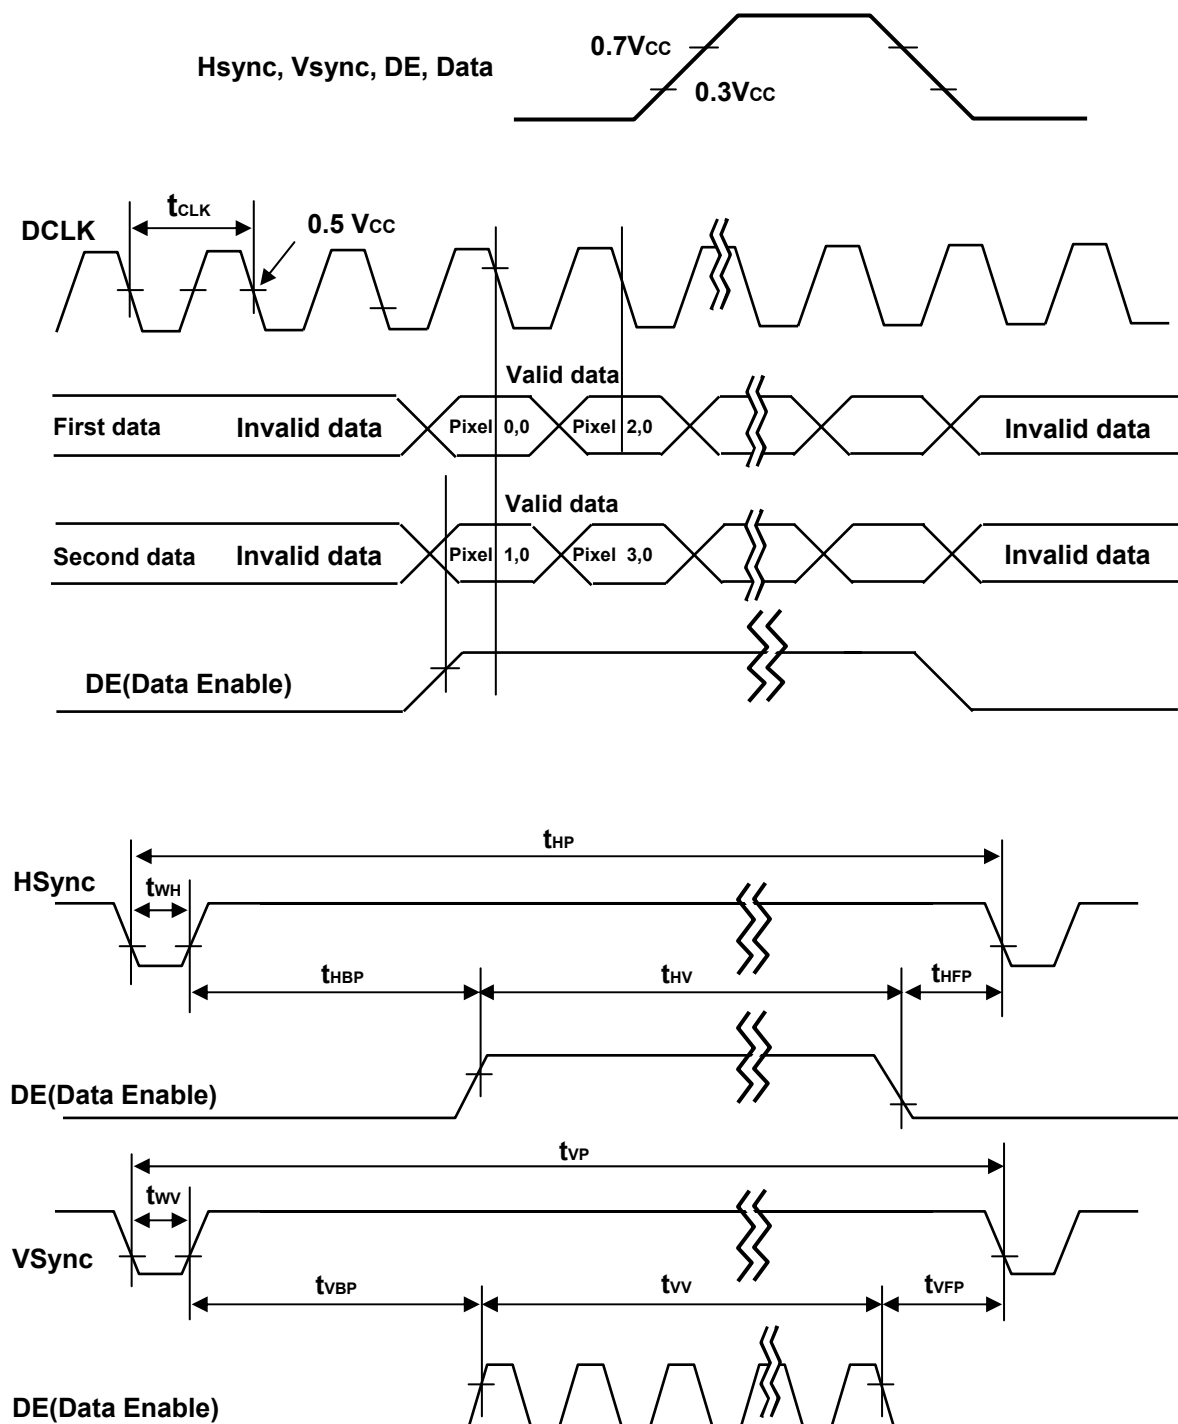 0.7VCC
Hsync, Vsync, DE, Data
0.3VCC
tCLK
DCLK
0.5 VCC
Valid data
First data
Invalid data
Pixel 0,0
Pixel 2,0
Invalid data
Valid data
Second data
Invalid data
Pixel 1,0
Pixel 3,0
Invalid data
DE(Data Enable)
tHP
HSync
tWH
tHBP
tHV
tHFP
DE(Data Enable)
tVP
tWV
VSync
tVBP
tVV
tVFP
DE(Data Enable)